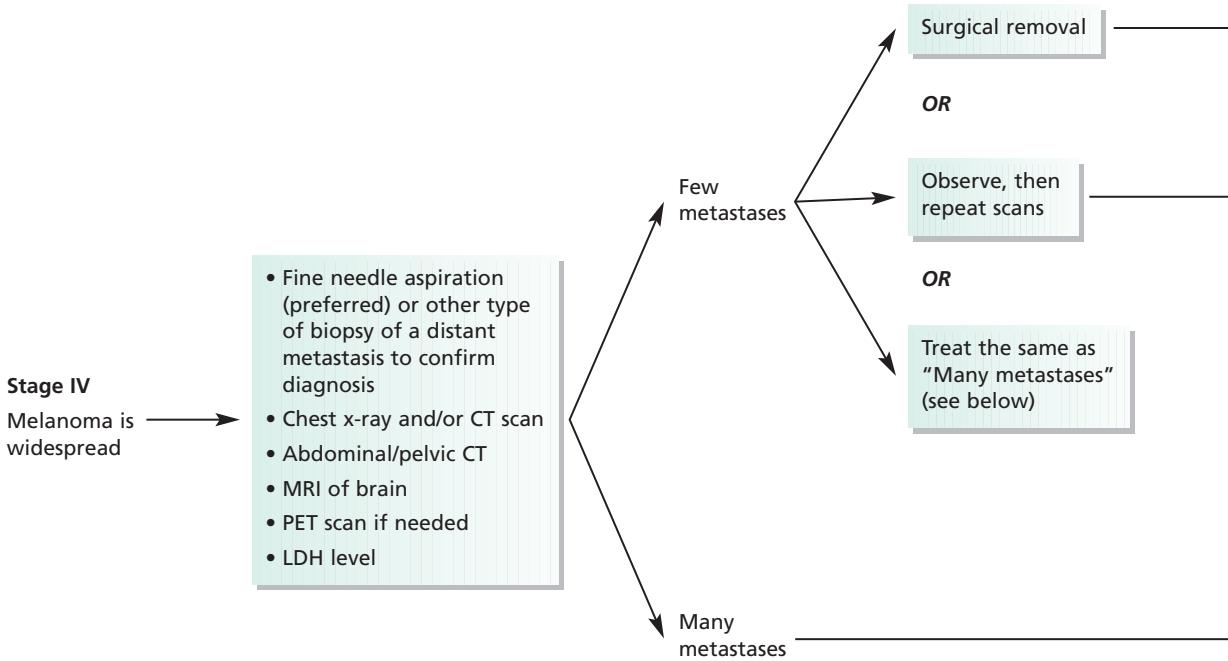 Stage IV
Melanoma is
widespread
• Fine needle aspiration
(preferred) or other type
of biopsy of a distant
metastasis to confirm
diagnosis
• Chest x-ray and/or CT scan
• Abdominal/pelvic CT
• MRI of brain
• PET scan if needed
• LDH level
Few
metastases
Surgical removal
OR
Observe, then
repeat scans
OR
Treat the same as
“Many metastases”
(see below)
Many
metastases